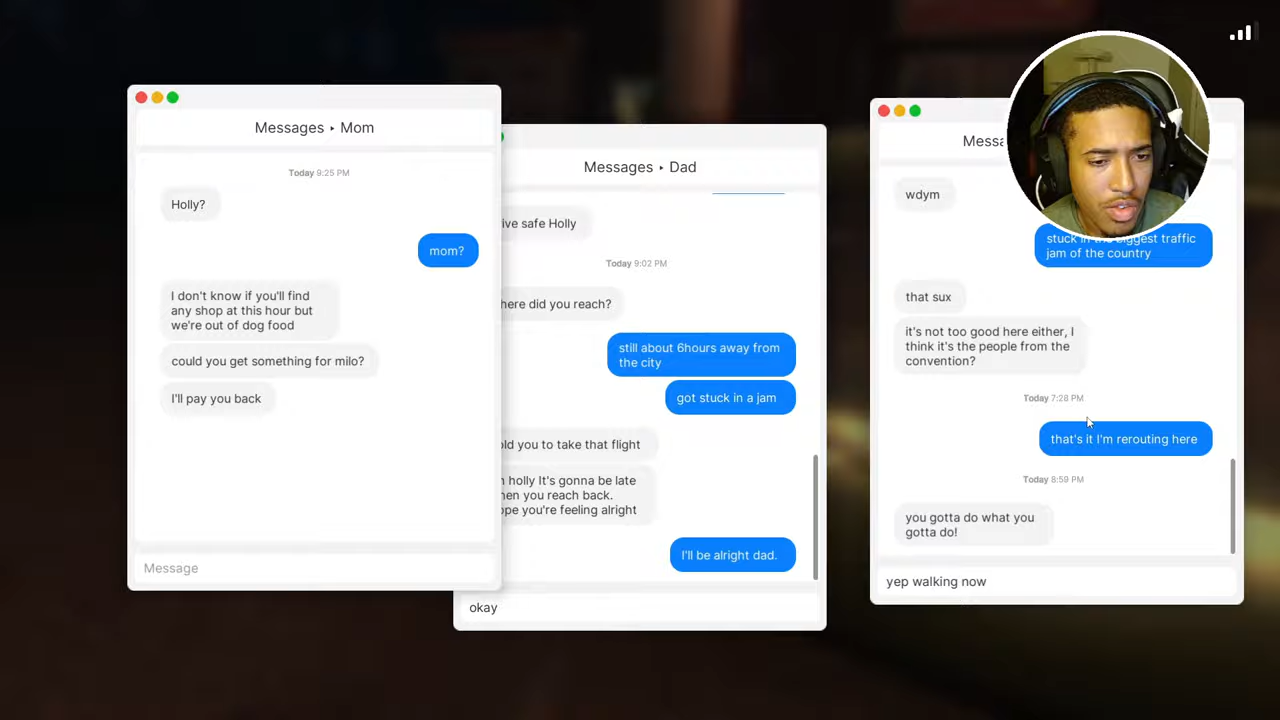 Messages ▸ Mom
Today 9:25 PM
Holly?
mom?
I don't know if you'll find
any shop at this hour but
we're out of dog food
could you get something for milo?
I'll pay you back
Message
Messages ▸ Dad
safe Holly
Today 9:02 PM
did you reach?
still about 6hours away from
the city
got stuck in a jam
you to take that flight
holly It's gonna be late
you reach back.
you're feeling alright
I'll be alright dad.
okay
wdym
stuck in the biggest traffic
jam of the country
that sux
it's not too good here either, I
think it's the people from the
convention?
Today 7:28 PM
that's it I'm rerouting here
Today 8:59 PM
you gotta do what you
gotta do!
yep walking now